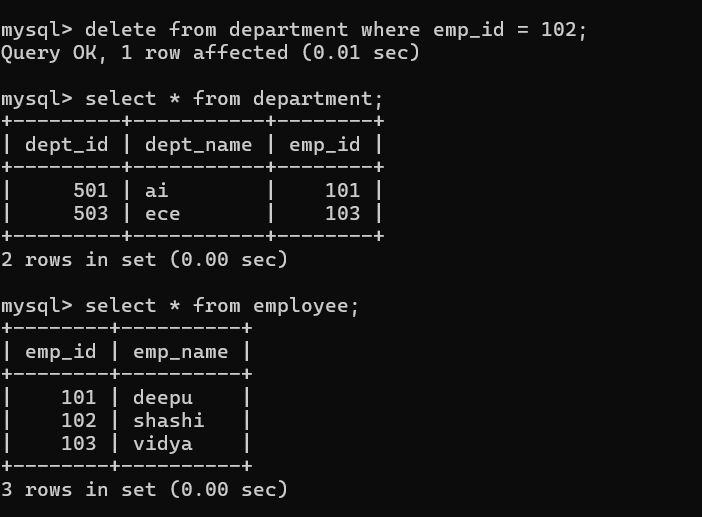 mysql> delete from department where emp_id = 102;
Query OK, 1 row affected (0.01 sec)
mysql> select * from department;
+---------+-----------+--------+
| dept_id | dept_name | emp_id |
+---------+-----------+--------+
|     501 | ai        |    101 |
|     503 | ece       |    103 |
+---------+-----------+--------+
2 rows in set (0.00 sec)
mysql> select * from employee;
+--------+----------+
| emp_id | emp_name |
+--------+----------+
|    101 | deepu    |
|    102 | shashi   |
|    103 | vidya    |
+--------+----------+
3 rows in set (0.00 sec)